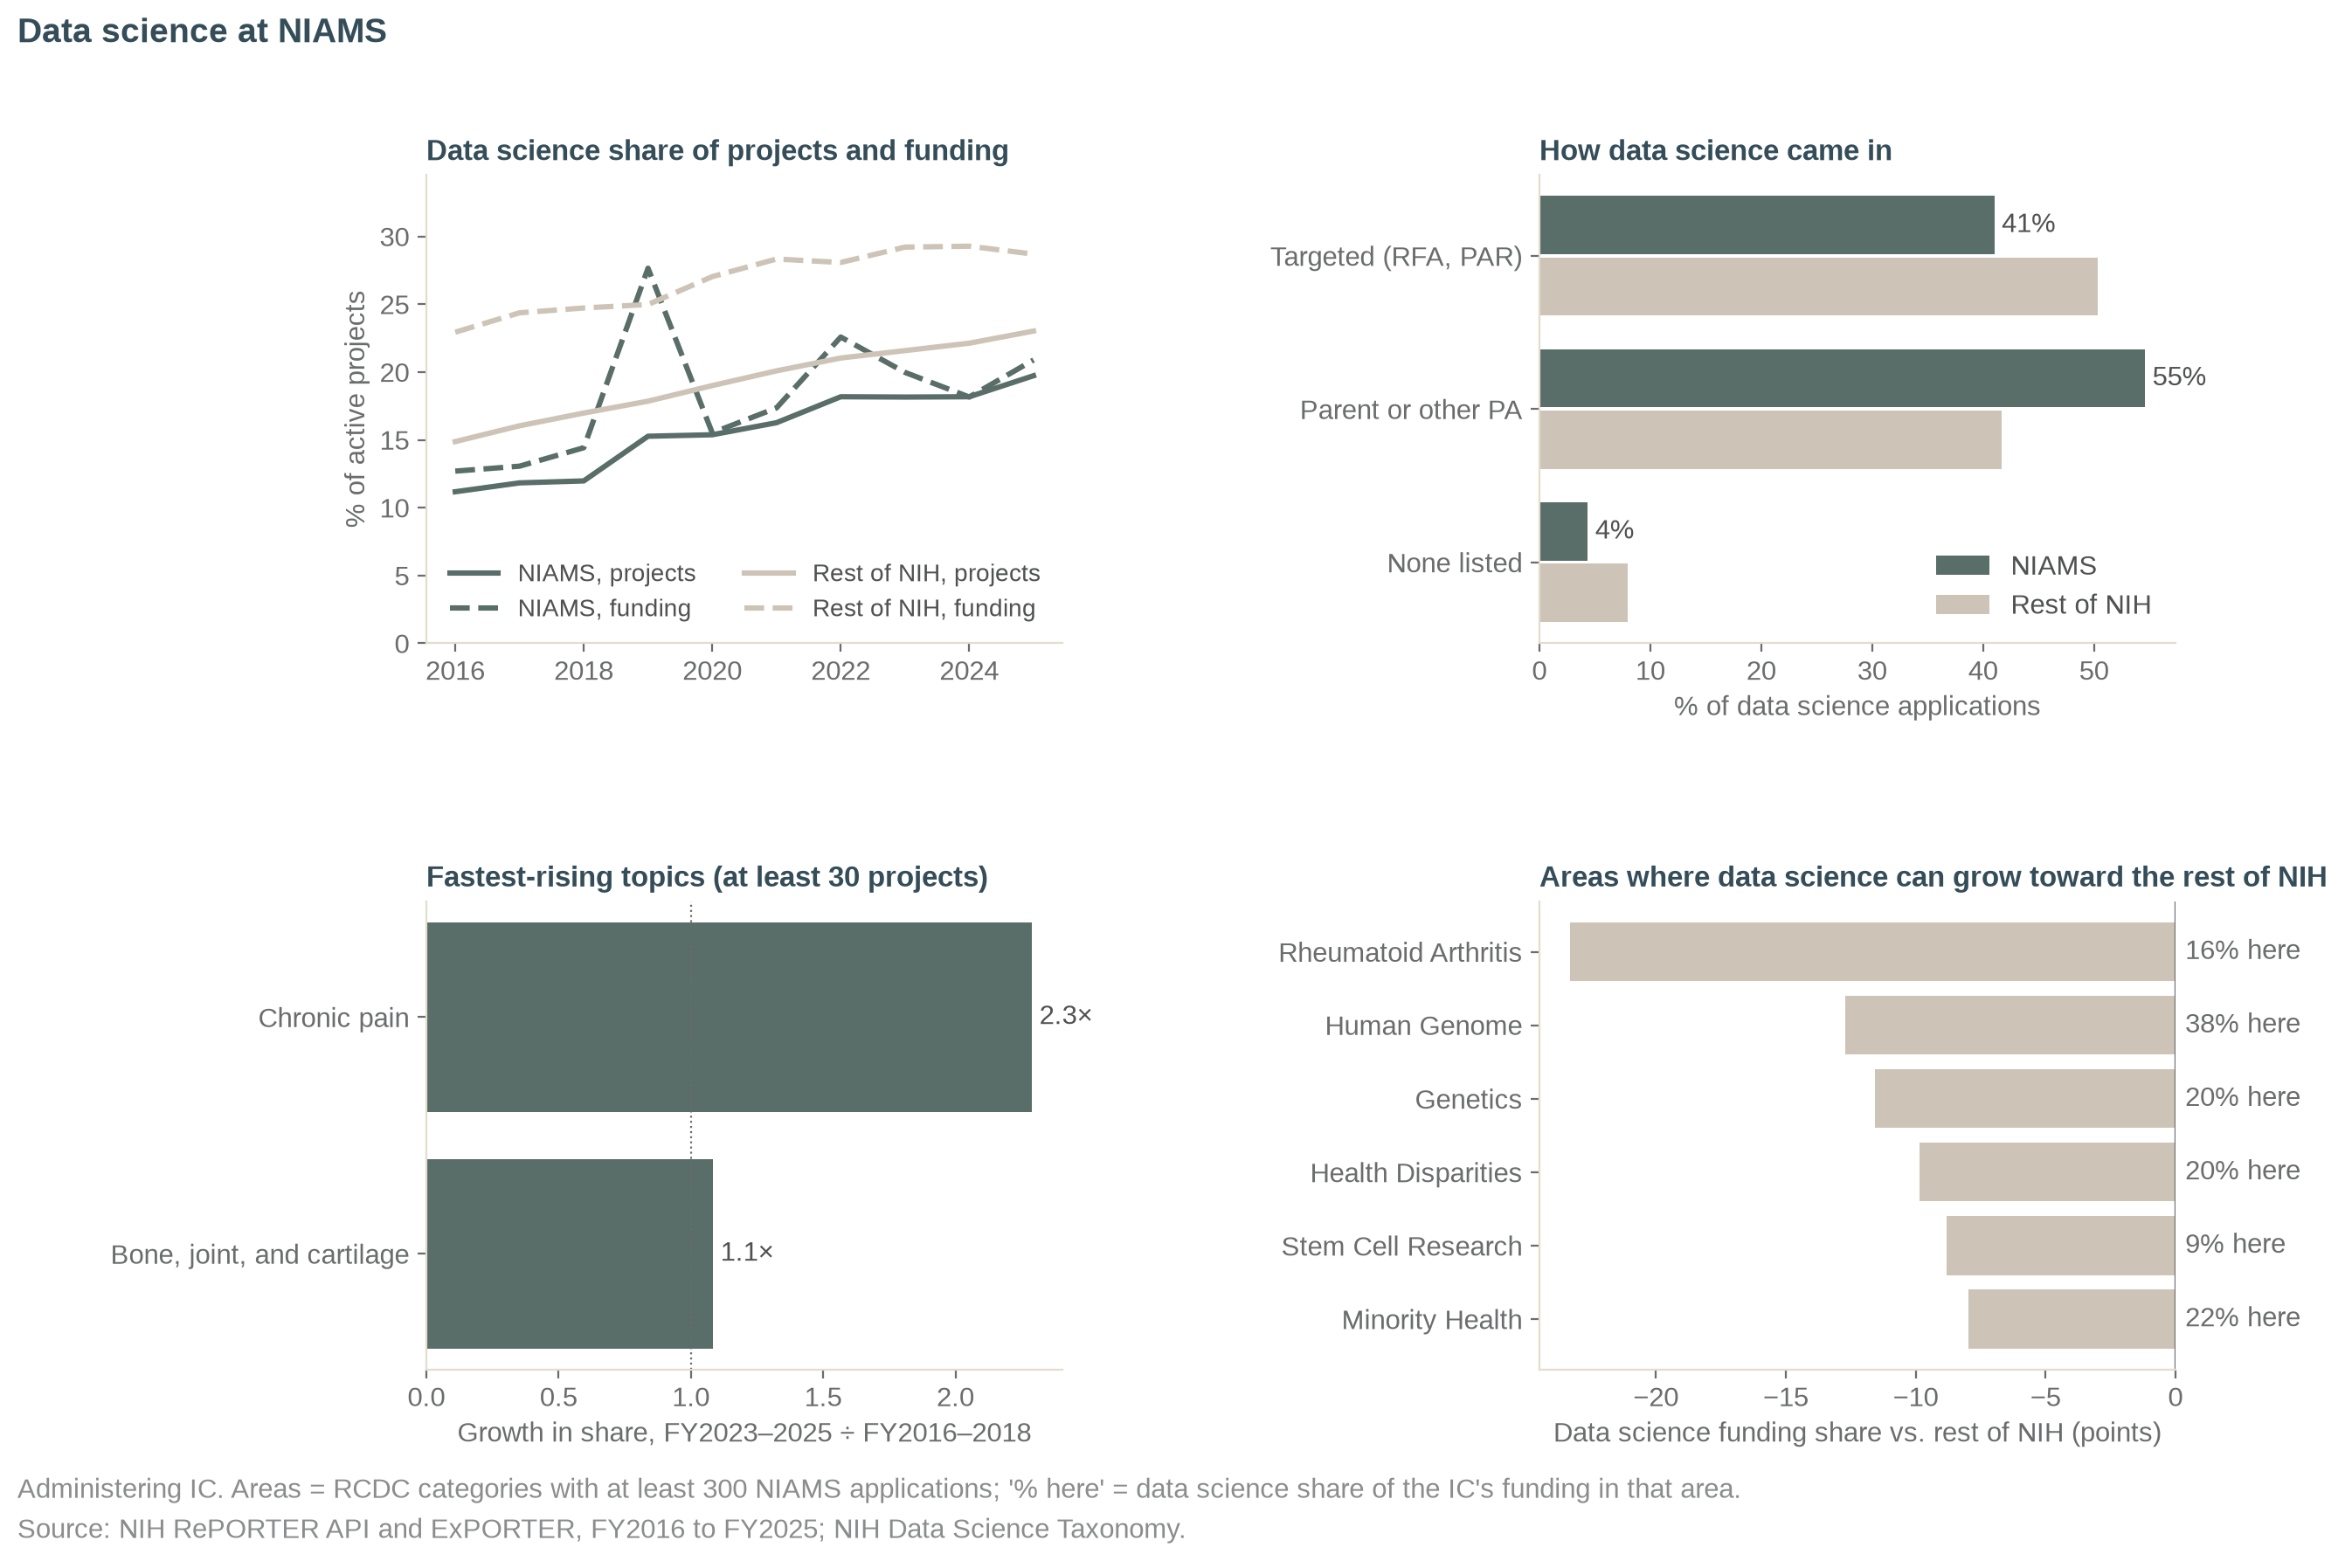 Data science at NIAMS
Data science share of projects and funding
% of active projects
30
25
20
15
10
5
0
NIAMS, projects
NIAMS, funding
Rest of NIH, projects
Rest of NIH, funding
2016 2018 2020 2022 2024
How data science came in
Targeted (RFA, PAR)
41%
Parent or other PA
55%
None listed
4%
NIAMS
Rest of NIH
0 10 20 30 40 50
% of data science applications
Fastest-rising topics (at least 30 projects)
Chronic pain
2.3×
Bone, joint, and cartilage
1.1×
0.0 0.5 1.0 1.5 2.0
Growth in share, FY2023–2025 ÷ FY2016–2018
Areas where data science can grow toward the rest of NIH
Rheumatoid Arthritis
16% here
Human Genome
38% here
Genetics
20% here
Health Disparities
20% here
Stem Cell Research
9% here
Minority Health
22% here
−20 −15 −10 −5 0
Data science funding share vs. rest of NIH (points)
Administering IC. Areas = RCDC categories with at least 300 NIAMS applications; '% here' = data science share of the IC's funding in that area.
Source: NIH RePORTER API and ExPORTER, FY2016 to FY2025; NIH Data Science Taxonomy.